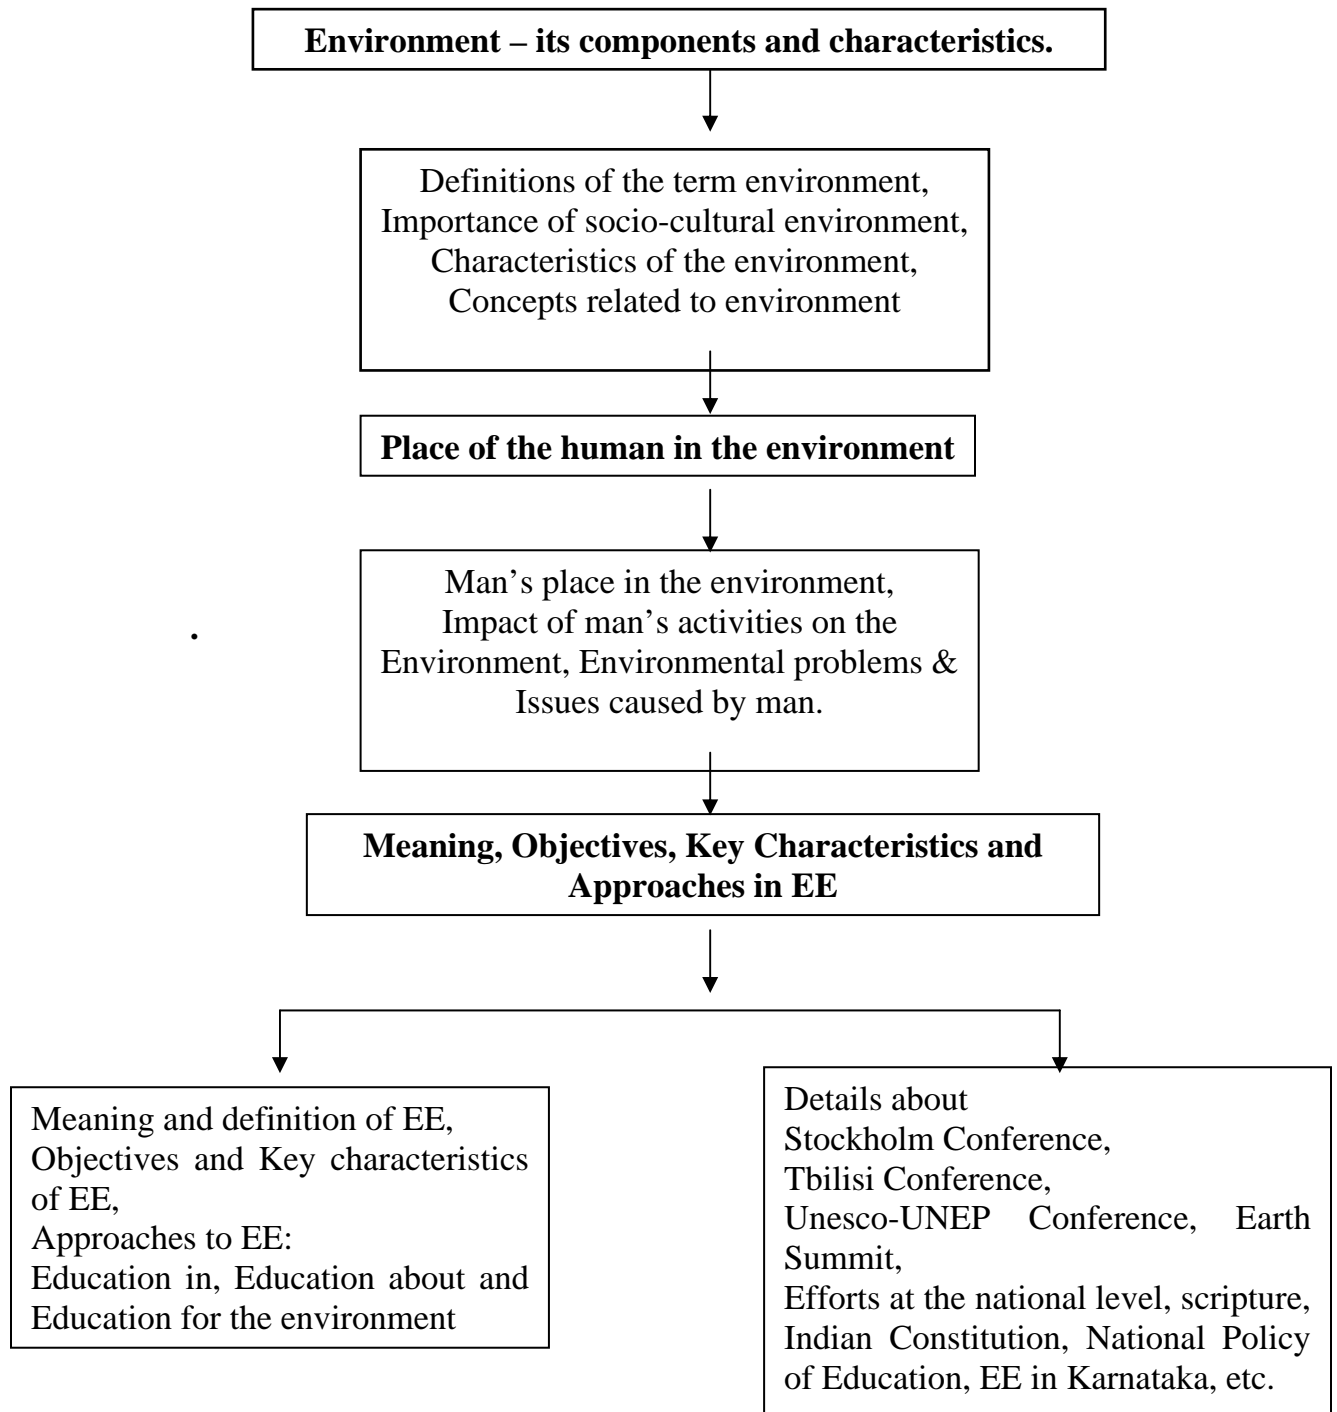 Environment – its components and characteristics.
Definitions of the term environment,
Importance of socio-cultural environment,
Characteristics of the environment,
Concepts related to environment
Place of the human in the environment
Man’s place in the environment,
Impact of man’s activities on the
Environment, Environmental problems &
Issues caused by man.
.
Meaning, Objectives, Key Characteristics and
Approaches in EE
Meaning and definition of EE,
Objectives and Key characteristics
of EE,
Approaches to EE:
Education in, Education about and
Education for the environment
Details about
Stockholm Conference,
Tbilisi Conference,
Unesco-UNEP Conference, Earth
Summit,
Efforts at the national level, scripture,
Indian Constitution, National Policy
of Education, EE in Karnataka, etc.